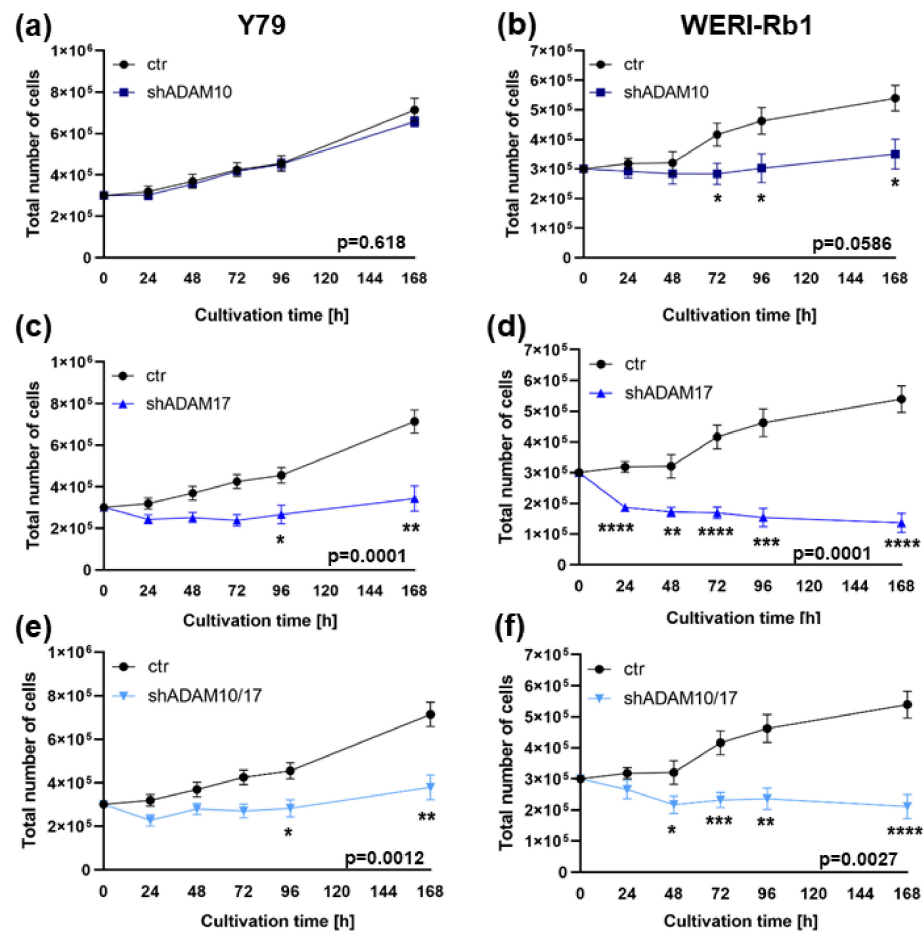 (a)
Y79
Total number of cells
1×10⁶
8×10⁵
6×10⁵
4×10⁵
2×10⁵
0
ctr
shADAM10
p=0.618
0 24 48 72 96 120 144 168
Cultivation time [h]
(b)
WERI-Rb1
Total number of cells
7×10⁵
6×10⁵
5×10⁵
4×10⁵
3×10⁵
2×10⁵
1×10⁵
0
ctr
shADAM10
* * *
p=0.0586
0 24 48 72 96 120 144 168
Cultivation time [h]
(c)
Total number of cells
1×10⁶
8×10⁵
6×10⁵
4×10⁵
2×10⁵
0
ctr
shADAM17
* **
p=0.0001
0 24 48 72 96 120 144 168
Cultivation time [h]
(d)
Total number of cells
7×10⁵
6×10⁵
5×10⁵
4×10⁵
3×10⁵
2×10⁵
1×10⁵
0
ctr
shADAM17
**** ** **** *** ****
p=0.0001
0 24 48 72 96 120 144 168
Cultivation time [h]
(e)
Total number of cells
1×10⁶
8×10⁵
6×10⁵
4×10⁵
2×10⁵
0
ctr
shADAM10/17
* **
p=0.0012
0 24 48 72 96 120 144 168
Cultivation time [h]
(f)
Total number of cells
7×10⁵
6×10⁵
5×10⁵
4×10⁵
3×10⁵
2×10⁵
1×10⁵
0
ctr
shADAM10/17
* *** ** ****
p=0.0027
0 24 48 72 96 120 144 168
Cultivation time [h]